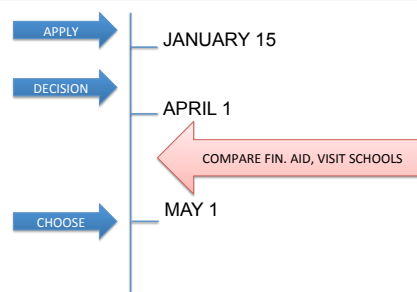 APPLY
JANUARY 15
DECISION
APRIL 1
COMPARE FIN. AID, VISIT SCHOOLS
MAY 1
CHOOSE